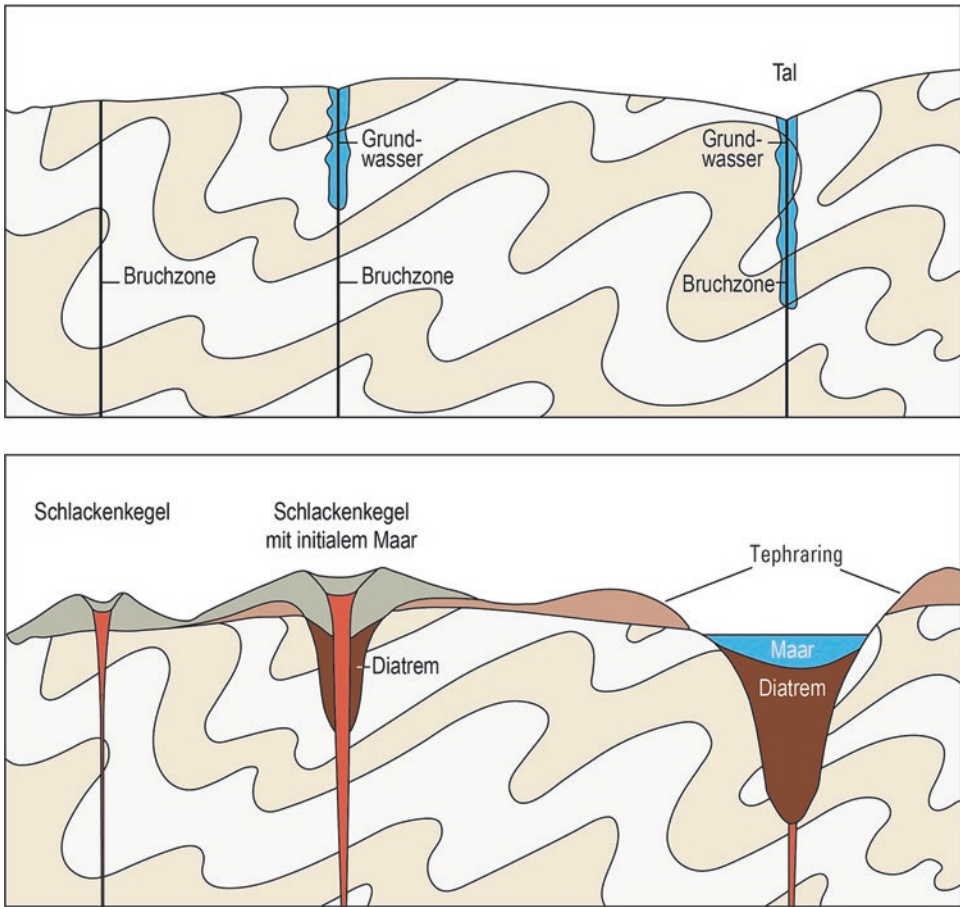 Tal
Grund-
wasser
Grund-
wasser
Bruchzone
Bruchzone
Bruchzone
Schlackenkegel
Schlackenkegel
mit initialem Maar
Tephraring
Maar
Diatrem
Diatrem